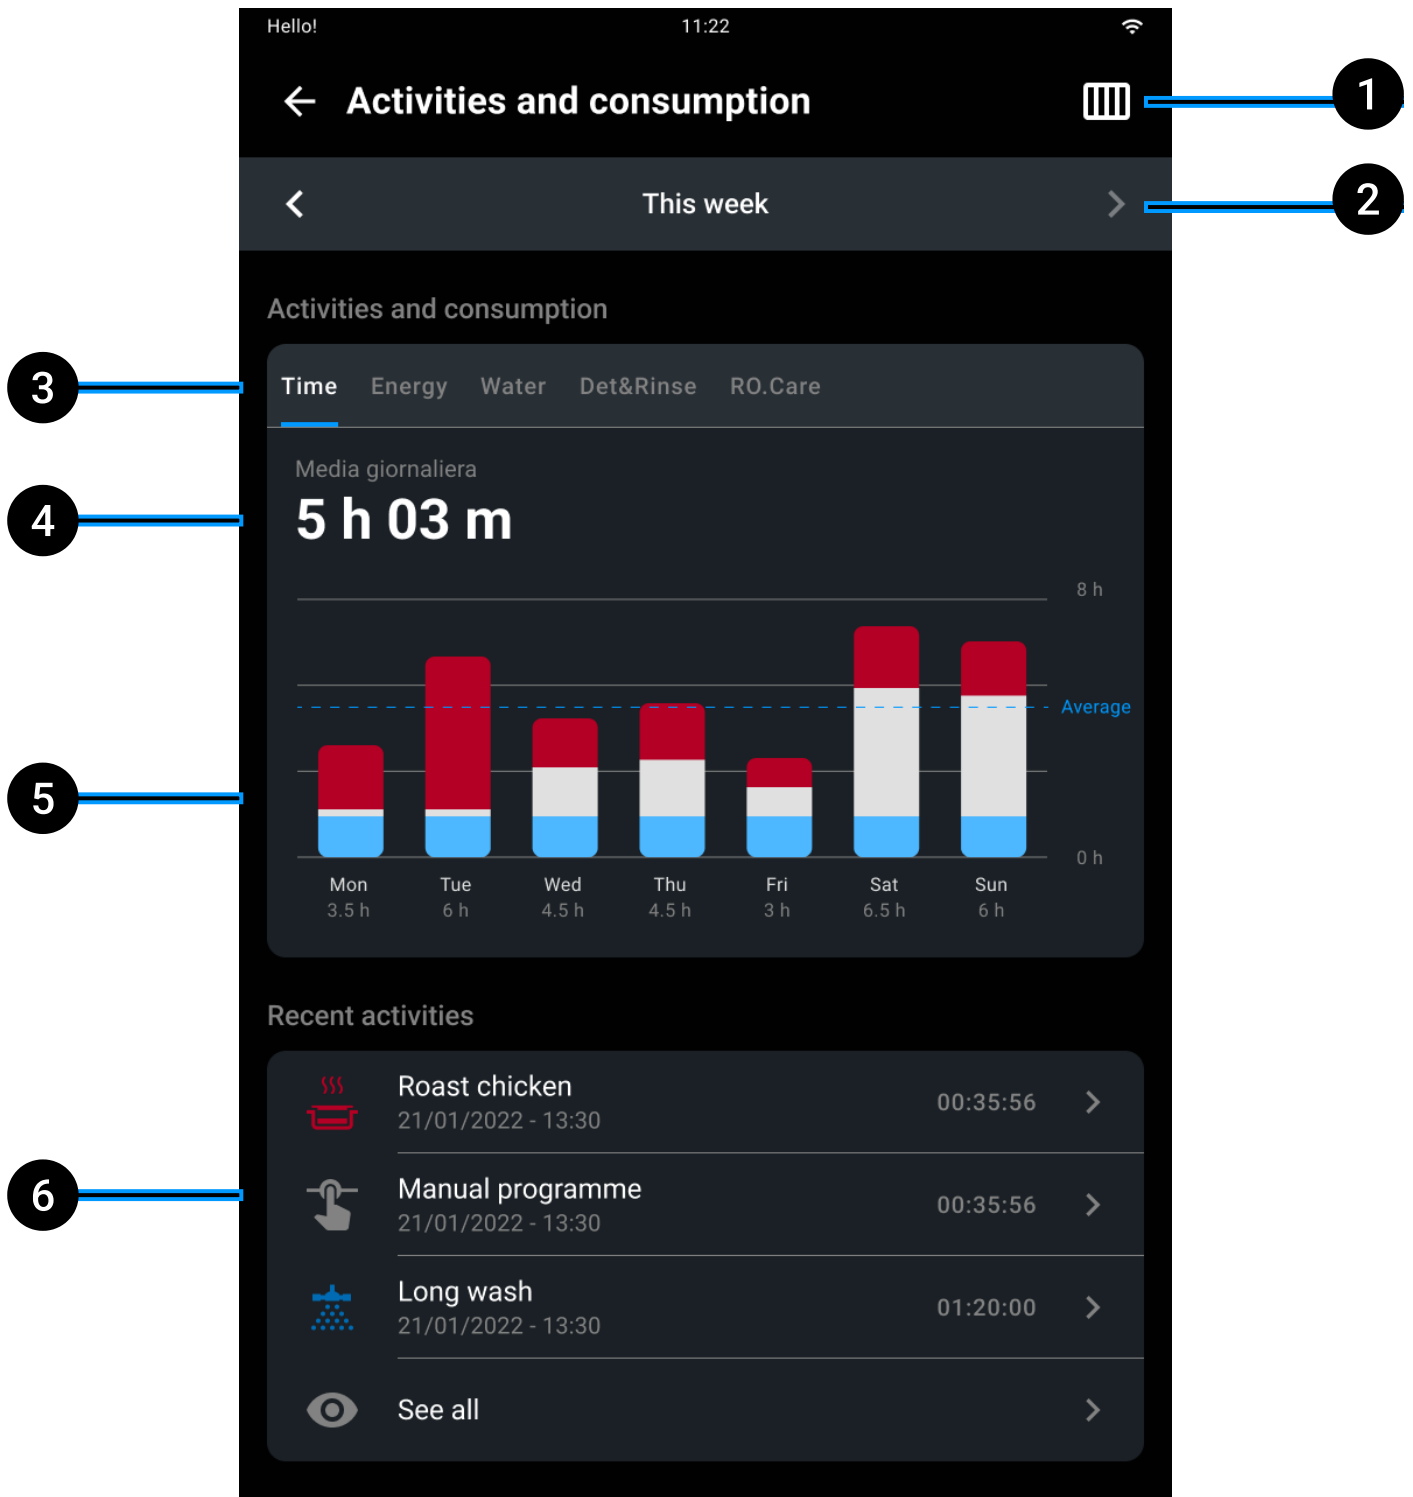 Hello! 11:22
Activities and consumption
1
This week
2
Activities and consumption
3
Time Energy Water Det&Rinse RO.Care
Media giornaliera
4
5 h 03 m
8 h
Average
5
0 h
Mon Tue Wed Thu Fri Sat Sun
3.5 h 6 h 4.5 h 4.5 h 3 h 6.5 h 6 h
Recent activities
Roast chicken
21/01/2022 - 13:30
00:35:56
6
Manual programme
21/01/2022 - 13:30
00:35:56
Long wash
21/01/2022 - 13:30
01:20:00
See all